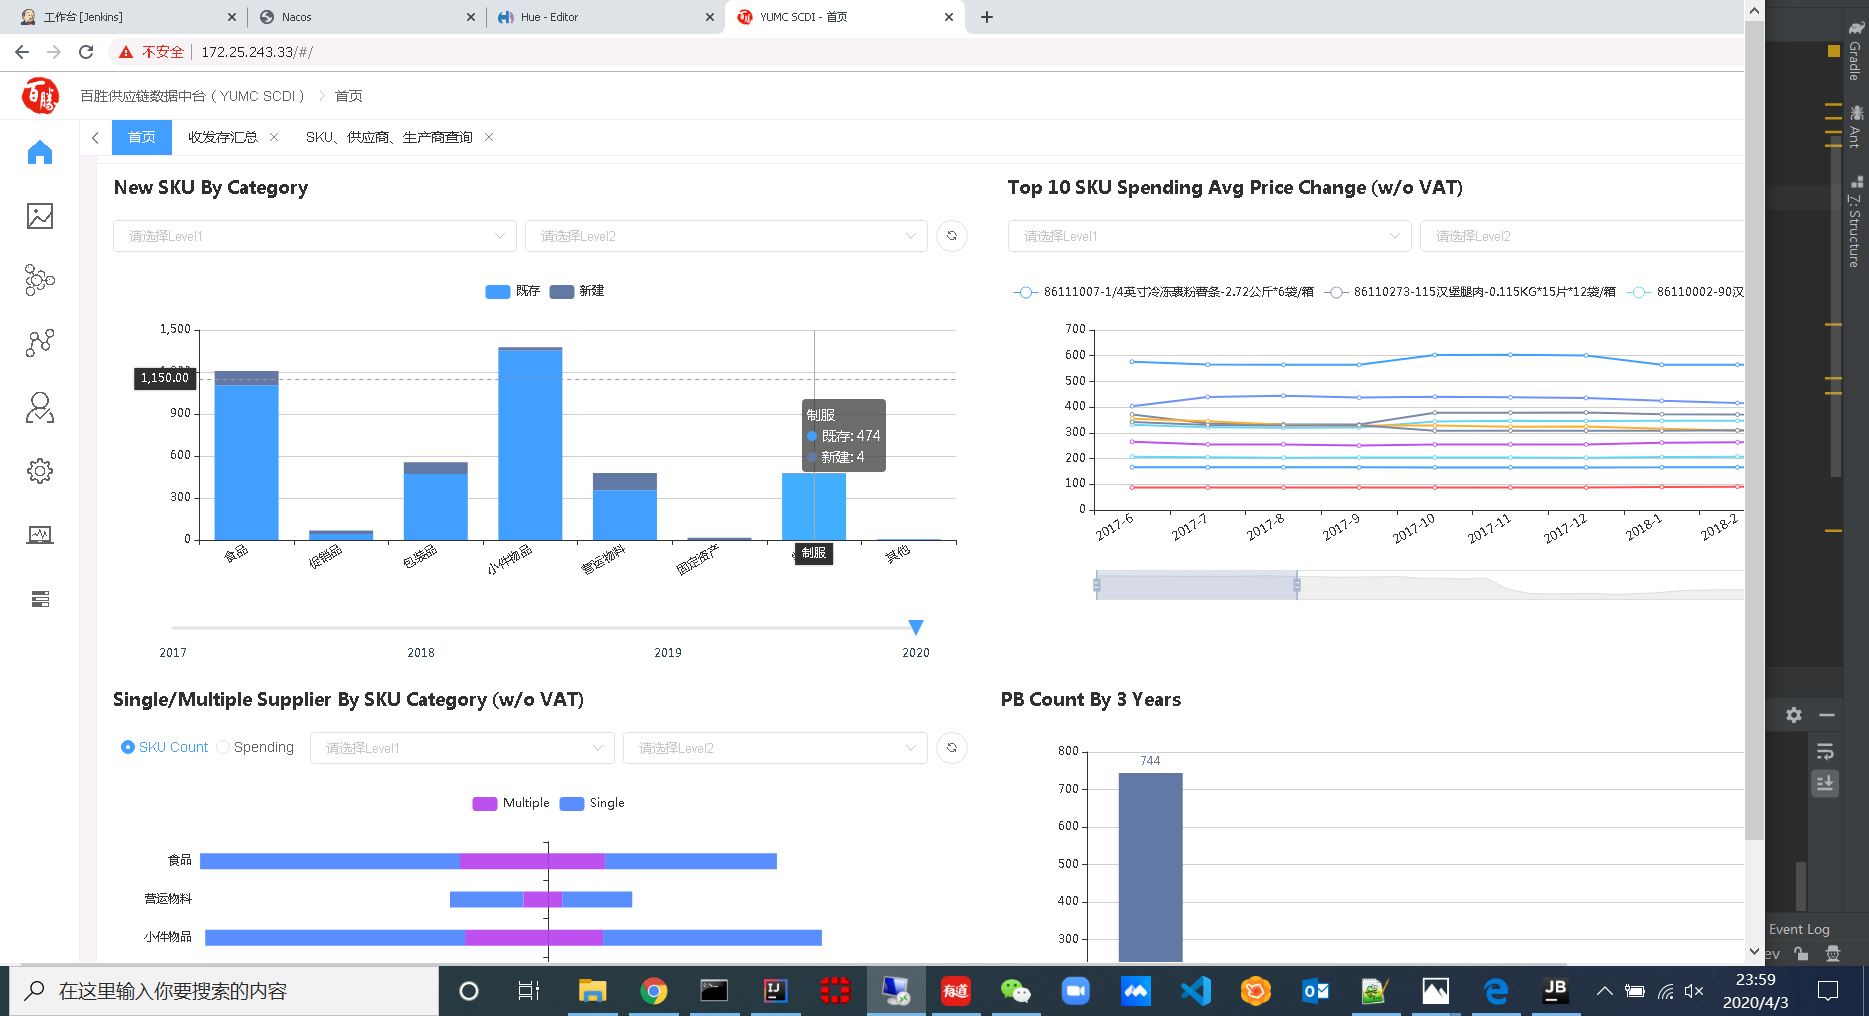 工作台 [Jenkins]
Nacos
Hue - Editor
YUMC SCDI - 首页
不安全
172.25.243.33/#/
百胜
百胜供应链数据中台（YUMC SCDI）
首页
首页
收发存汇总
SKU、供应商、生产商查询
New SKU By Category
请选择Level1
请选择Level2
既存
新建
1,500
1,150.00
900
600
300
0
制服
既存: 474
新建: 4
食品
促销品
包装品
小件物品
营运物料
固定资产
制服
其他
2017
2018
2019
2020
Top 10 SKU Spending Avg Price Change (w/o VAT)
请选择Level1
请选择Level2
86111007-1/4英寸冷冻裹粉薯条-2.72公斤*6袋/箱
86110273-115汉堡腿肉-0.115KG*15片*12袋/箱
86110002-90汉
700
600
500
400
300
200
100
0
2017-6
2017-7
2017-8
2017-9
2017-10
2017-11
2017-12
2018-1
2018-2
Single/Multiple Supplier By SKU Category (w/o VAT)
SKU Count
Spending
请选择Level1
请选择Level2
Multiple
Single
食品
营运物料
小件物品
PB Count By 3 Years
800
744
700
600
500
400
300
Gradle
Ant
7: Structure
Event Log
ev
在这里输入你要搜索的内容
IJ
有道
JB
23:59
2020/4/3